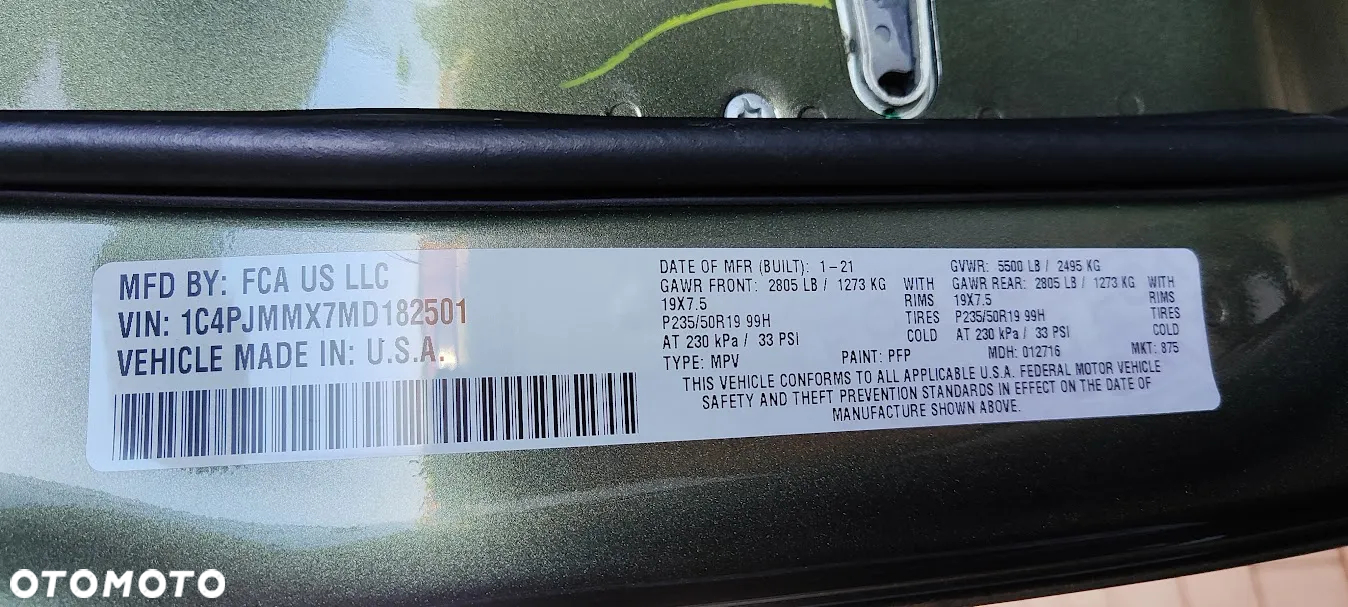 MFD BY: FCA US LLC
VIN: 1C4PJMMX7MD182501
VEHICLE MADE IN: U.S.A.
DATE OF MFR (BUILT): 1-21
GAWR FRONT: 2805 LB / 1273 KG WITH
19X7.5 RIMS
P235/50R19 99H TIRES
AT 230 kPa / 33 PSI COLD
TYPE: MPV
GVWR: 5500 LB / 2495 KG
GAWR REAR: 2805 LB / 1273 KG WITH
19X7.5 RIMS
P235/50R19 99H TIRES
AT 230 kPa / 33 PSI COLD
PAINT: PFP MDH: 012716 MKT: 875
THIS VEHICLE CONFORMS TO ALL APPLICABLE U.S.A. FEDERAL MOTOR VEHICLE
SAFETY AND THEFT PREVENTION STANDARDS IN EFFECT ON THE DATE OF
MANUFACTURE SHOWN ABOVE.
OTOMOTO